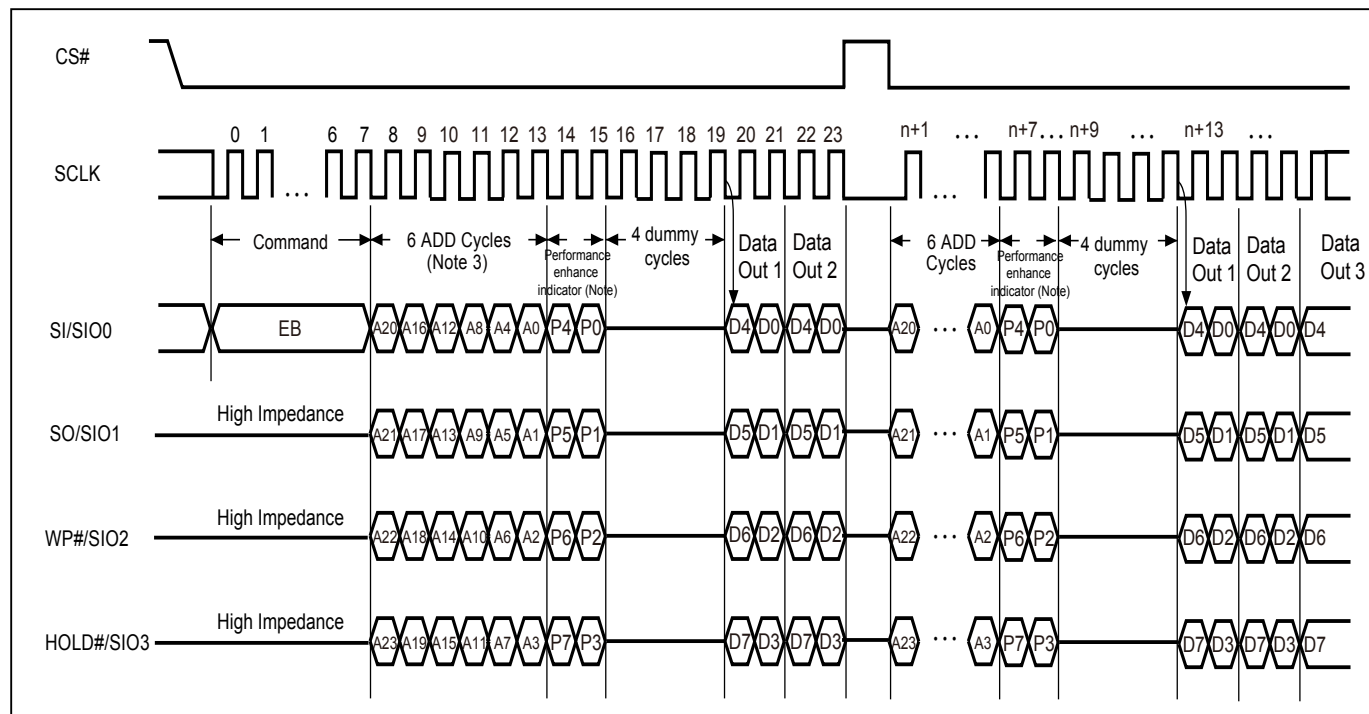 CS#
0 1 6 7 8 9 10 11 12 13 14 15 16 17 18 19 20 21 22 23 n+1 ... n+7... n+9 ... n+13 ...
SCLK
... ...
Command
6 ADD Cycles
(Note 3)
Performance
enhance
indicator (Note)
4 dummy
cycles
Data
Out 1
Data
Out 2
6 ADD
Cycles
Performance
enhance
indicator (Note)
4 dummy
cycles
Data
Out 1
Data
Out 2
Data
Out 3
SI/SIO0 EB A20 A16 A12 A8 A4 A0 P4 P0 D4 D0 D4 D0 A20 ... A0 P4 P0 D4 D0 D4 D0 D4
High Impedance
SO/SIO1 A21 A17 A13 A9 A5 A1 P5 P1 D5 D1 D5 D1 A21 ... A1 P5 P1 D5 D1 D5 D1 D5
High Impedance
WP#/SIO2 A22 A18 A14 A10 A6 A2 P6 P2 D6 D2 D6 D2 A22 ... A2 P6 P2 D6 D2 D6 D2 D6
High Impedance
HOLD#/SIO3 A23 A19 A15 A11 A7 A3 P7 P3 D7 D3 D7 D3 A23 ... A3 P7 P3 D7 D3 D7 D3 D7